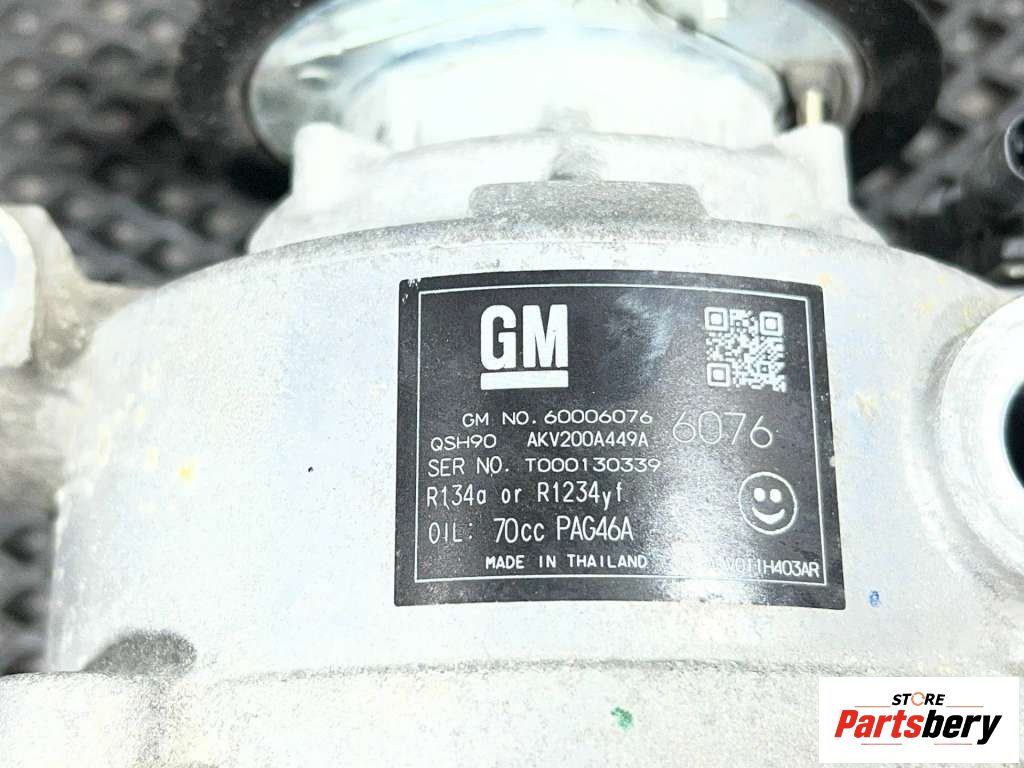 GM
GM NO. 60006076
6076
QSH90 AKV200A449A
SER NO. T000130339
R134a or R1234yf
OIL: 70cc PAG46A
MADE IN THAILAND
STORE
Partsbery